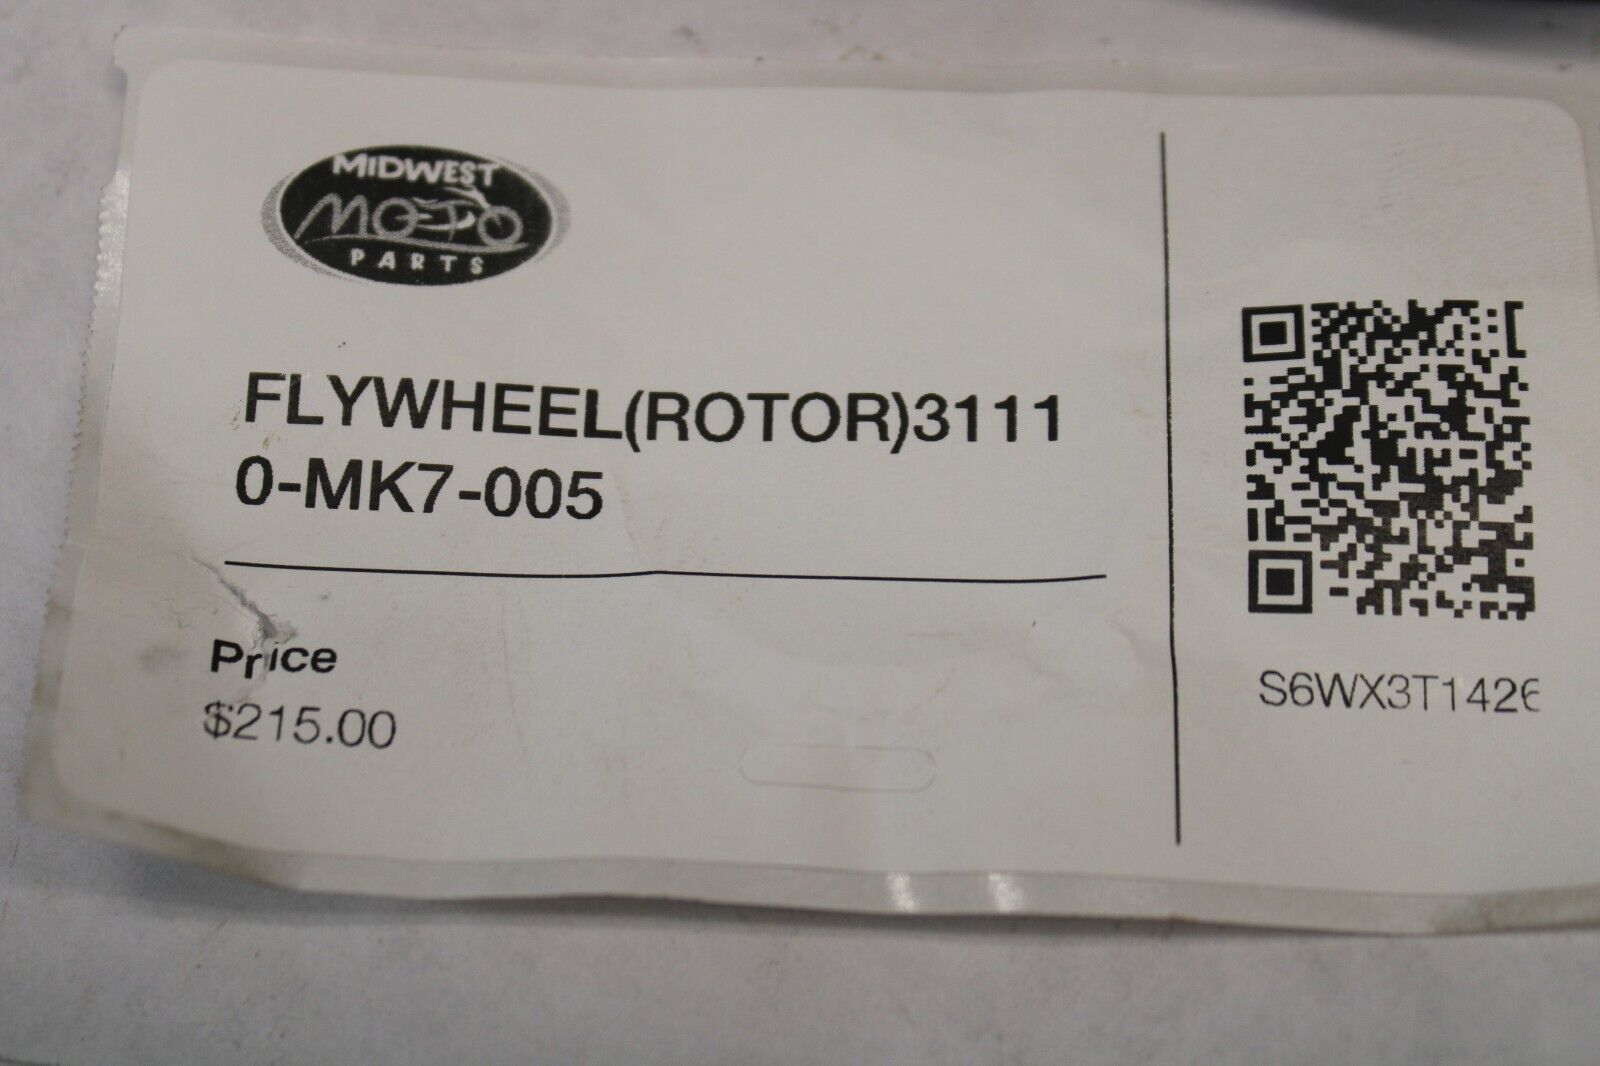 MIDWEST
MOTO
PARTS
FLYWHEEL(ROTOR)3111
0-MK7-005
Price
$215.00
S6WX3T1426